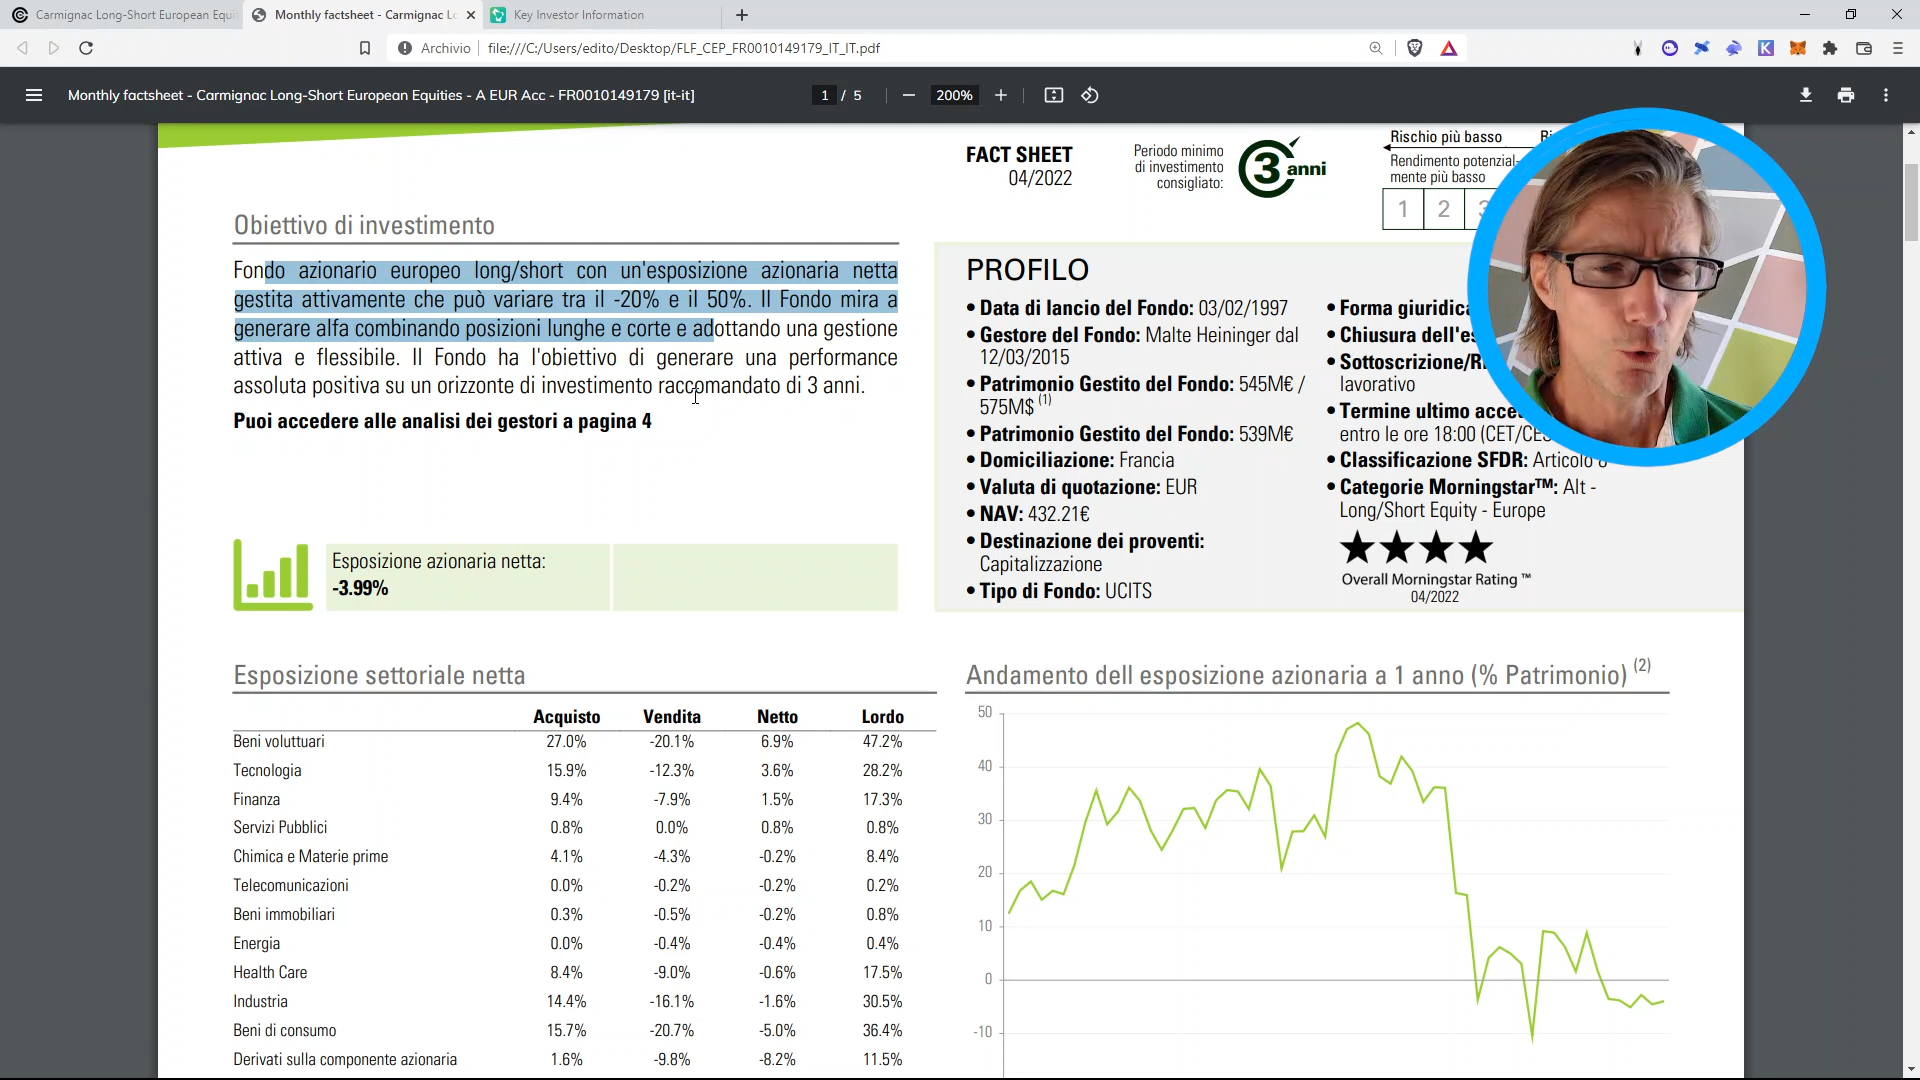 Carmignac Long-Short European Equi
Monthly factsheet - Carmignac Lo
Key Investor Information
Archivio
file:///C:/Users/edito/Desktop/FLF_CEP_FR0010149179_IT_IT.pdf
Monthly factsheet - Carmignac Long-Short European Equities - A EUR Acc - FR0010149179 [it-it]
1 / 5
200%
FACT SHEET
04/2022
Periodo minimo
di investimento
consigliato:
3 anni
Rischio più basso
Rendimento potenzial-
mente più basso
1 2 3
Obiettivo di investimento
Fondo azionario europeo long/short con un'esposizione azionaria netta
gestita attivamente che può variare tra il -20% e il 50%. Il Fondo mira a
generare alfa combinando posizioni lunghe e corte e adottando una gestione
attiva e flessibile. Il Fondo ha l'obiettivo di generare una performance
assoluta positiva su un orizzonte di investimento raccomandato di 3 anni.
Puoi accedere alle analisi dei gestori a pagina 4
Esposizione azionaria netta:
-3.99%
PROFILO
• Data di lancio del Fondo: 03/02/1997
• Gestore del Fondo: Malte Heininger dal
12/03/2015
• Patrimonio Gestito del Fondo: 545M€ /
575M$ (1)
• Patrimonio Gestito del Fondo: 539M€
• Domiciliazione: Francia
• Valuta di quotazione: EUR
• NAV: 432.21€
• Destinazione dei proventi:
Capitalizzazione
• Tipo di Fondo: UCITS
• Forma giuridica
• Chiusura dell'es
• Sottoscrizione/R
lavorativo
• Termine ultimo acce
entro le ore 18:00 (CET/CES
• Classificazione SFDR: Articolo
• Categorie Morningstar™: Alt -
Long/Short Equity - Europe
★★★★
Overall Morningstar Rating ™
04/2022
Esposizione settoriale netta
Acquisto Vendita Netto Lordo
Beni voluttuari 27.0% -20.1% 6.9% 47.2%
Tecnologia 15.9% -12.3% 3.6% 28.2%
Finanza 9.4% -7.9% 1.5% 17.3%
Servizi Pubblici 0.8% 0.0% 0.8% 0.8%
Chimica e Materie prime 4.1% -4.3% -0.2% 8.4%
Telecomunicazioni 0.0% -0.2% -0.2% 0.2%
Beni immobiliari 0.3% -0.5% -0.2% 0.8%
Energia 0.0% -0.4% -0.4% 0.4%
Health Care 8.4% -9.0% -0.6% 17.5%
Industria 14.4% -16.1% -1.6% 30.5%
Beni di consumo 15.7% -20.7% -5.0% 36.4%
Derivati sulla componente azionaria 1.6% -9.8% -8.2% 11.5%
Andamento dell esposizione azionaria a 1 anno (% Patrimonio) (2)
50
40
30
20
10
0
-10